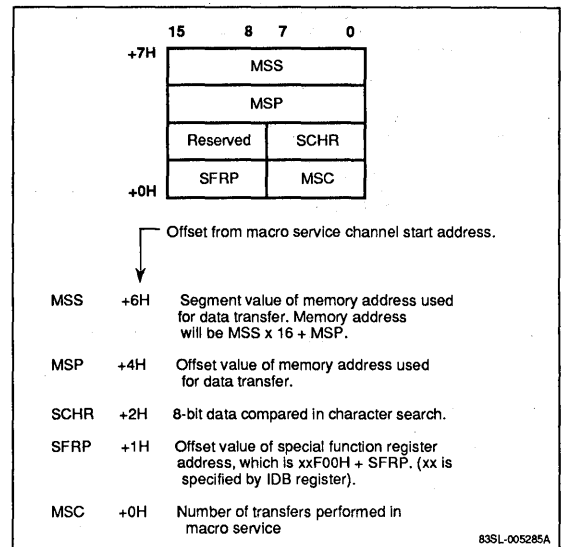 15 8 7 0
+7H
MSS
MSP
Reserved SCHR
SFRP MSC
+0H
Offset from macro service channel start address.
MSS +6H Segment value of memory address used
for data transfer. Memory address
will be MSS x 16 + MSP.
MSP +4H Offset value of memory address used
for data transfer.
SCHR +2H 8-bit data compared in character search.
SFRP +1H Offset value of special function register
address, which is xxF00H + SFRP. (xx is
specified by IDB register).
MSC +0H Number of transfers performed in
macro service
83SL-005285A